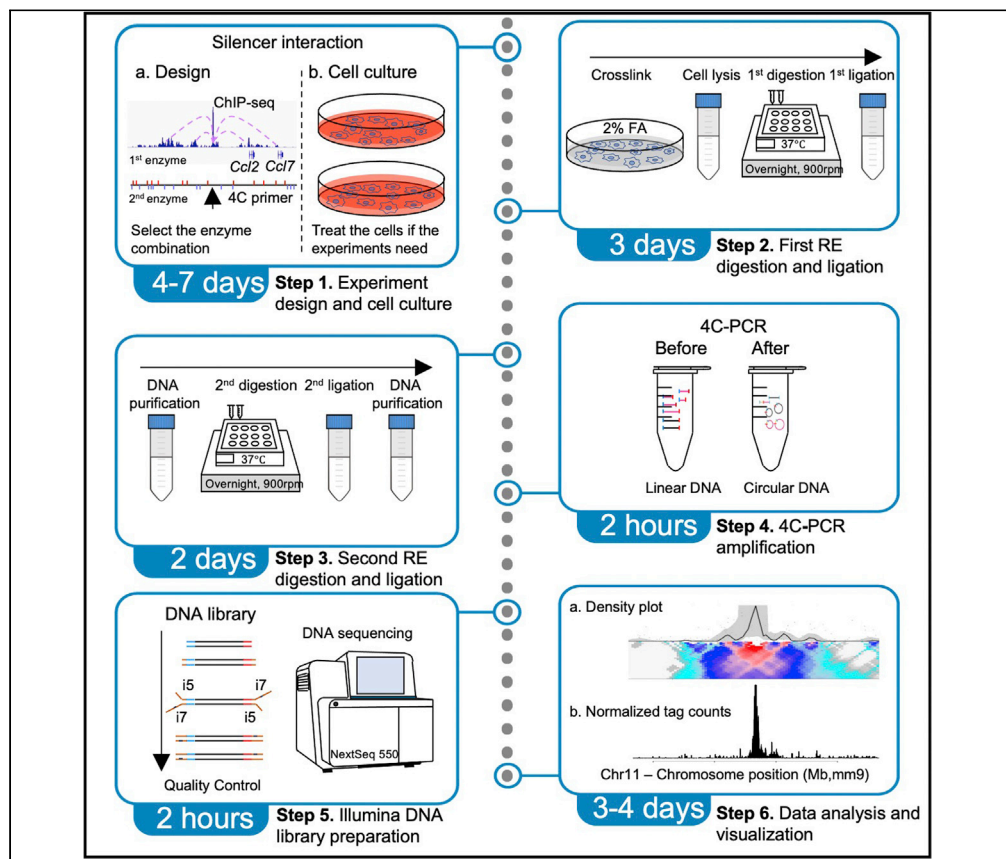 Silencer interaction
a. Design
b. Cell culture
ChIP-seq
1st enzyme
Ccl2 Ccl7
2nd enzyme
4C primer
Select the enzyme
combination
Treat the cells if the
experiments need
4-7 days
Step 1. Experiment
design and cell culture
Crosslink
Cell lysis
1st digestion
1st ligation
2% FA
37°C
Overnight, 900rpm
3 days
Step 2. First RE
digestion and ligation
DNA
purification
2nd digestion
2nd ligation
DNA
purification
37°C
Overnight, 900rpm
2 days
Step 3. Second RE
digestion and ligation
4C-PCR
Before
After
Linear DNA
Circular DNA
2 hours
Step 4. 4C-PCR
amplification
DNA library
DNA sequencing
i5
i7
i7
i5
NextSeq 550
Quality Control
2 hours
Step 5. Illumina DNA
library preparation
a. Density plot
b. Normalized tag counts
Chr11 – Chromosome position (Mb,mm9)
3-4 days
Step 6. Data analysis and
visualization